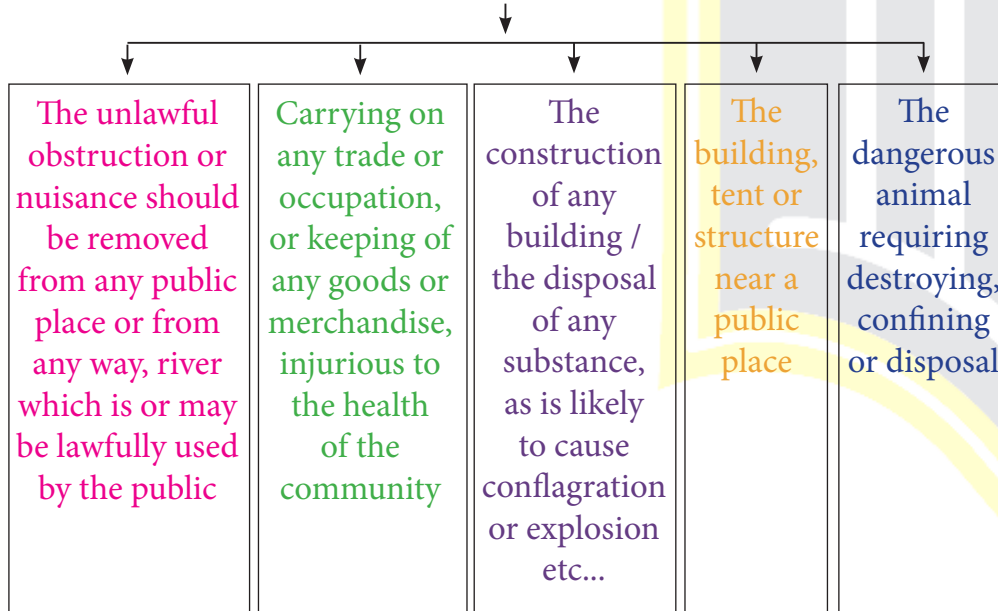 The unlawful
obstruction or
nuisance should
be removed
from any public
place or from
any way, river
which is or may
be lawfully used
by the public
Carrying on
any trade or
occupation,
or keeping of
any goods or
merchandise,
injurious to
the health
of the
community
The
construction
of any
building /
the disposal
of any
substance,
as is likely
to cause
conflagration
or explosion
etc...
The
building,
tent or
structure
near a
public
place
The
dangerous
animal
requiring
destroying,
confining
or disposal